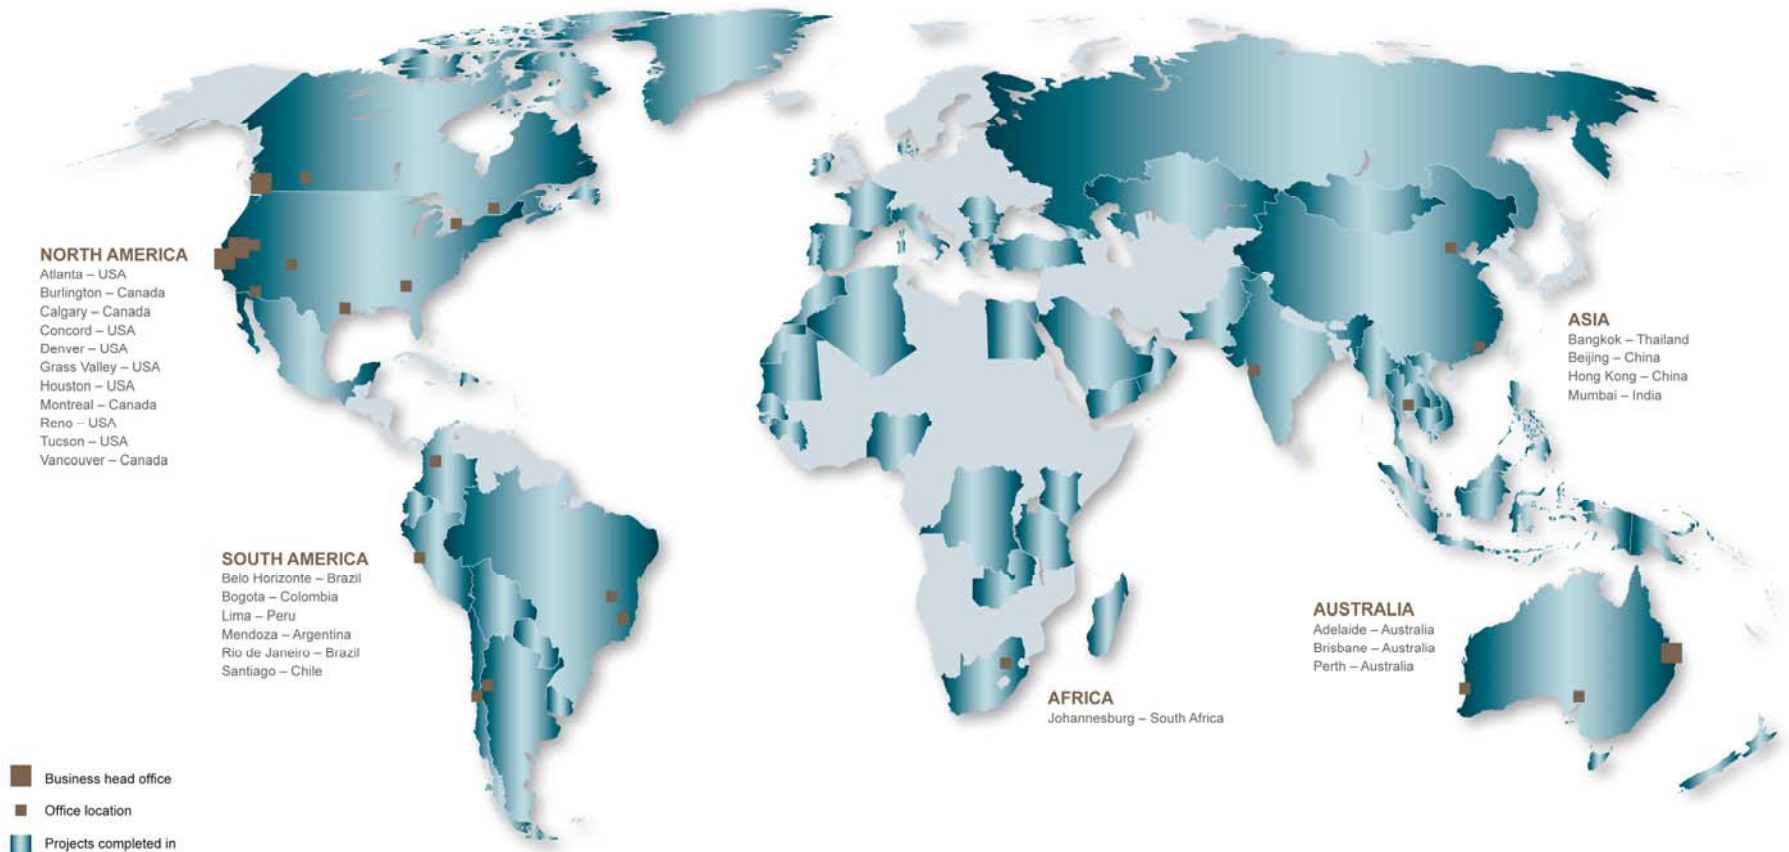 NORTH AMERICA
Atlanta – USA
Burlington – Canada
Calgary – Canada
Concord – USA
Denver – USA
Grass Valley – USA
Houston – USA
Montreal – Canada
Reno – USA
Tucson – USA
Vancouver – Canada
ASIA
Bangkok – Thailand
Beijing – China
Hong Kong – China
Mumbai – India
SOUTH AMERICA
Belo Horizonte – Brazil
Bogota – Colombia
Lima – Peru
Mendoza – Argentina
Rio de Janeiro – Brazil
Santiago – Chile
AUSTRALIA
Adelaide – Australia
Brisbane – Australia
Perth – Australia
AFRICA
Johannesburg – South Africa
Business head office
Office location
Projects completed in